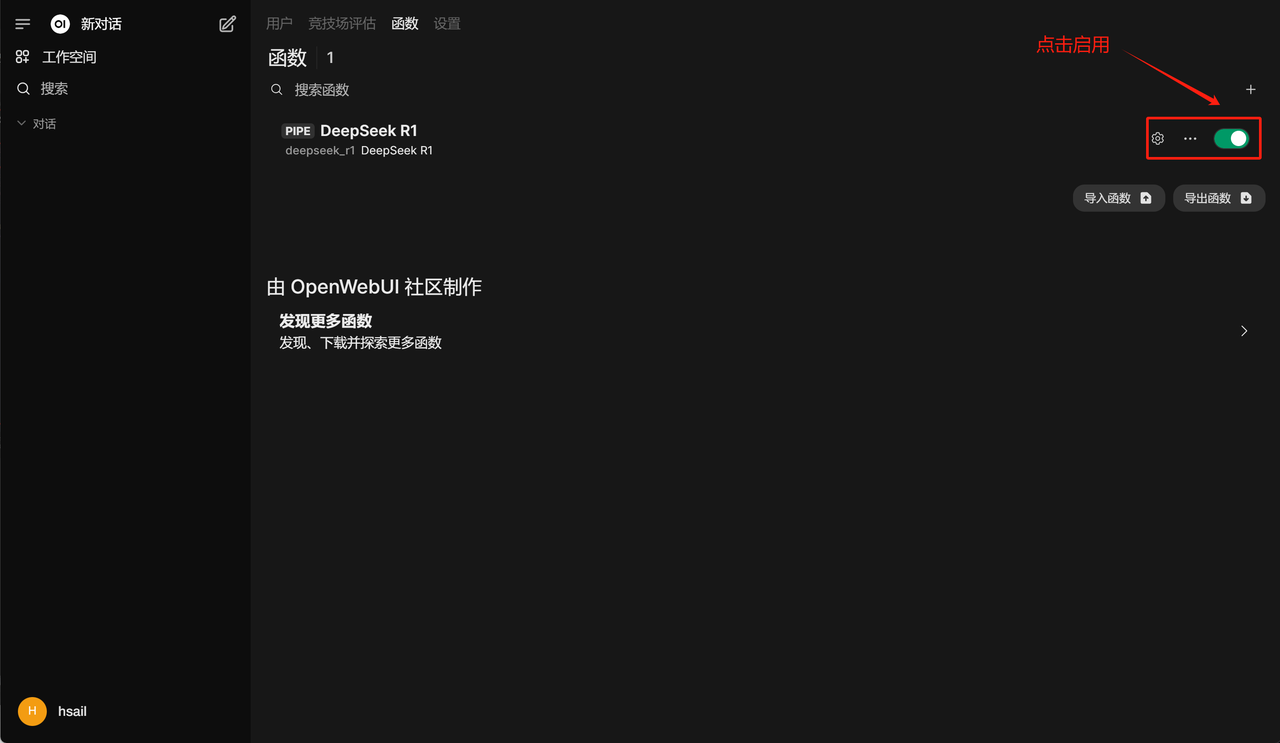 OI 新对话
工作空间
搜索
对话
用户 竞技场评估 函数 设置
函数 1
点击启用
搜索函数
PIPE DeepSeek R1
deepseek_r1 DeepSeek R1
导入函数 导出函数
由 OpenWebUI 社区制作
发现更多函数
发现、下载并探索更多函数
H hsail